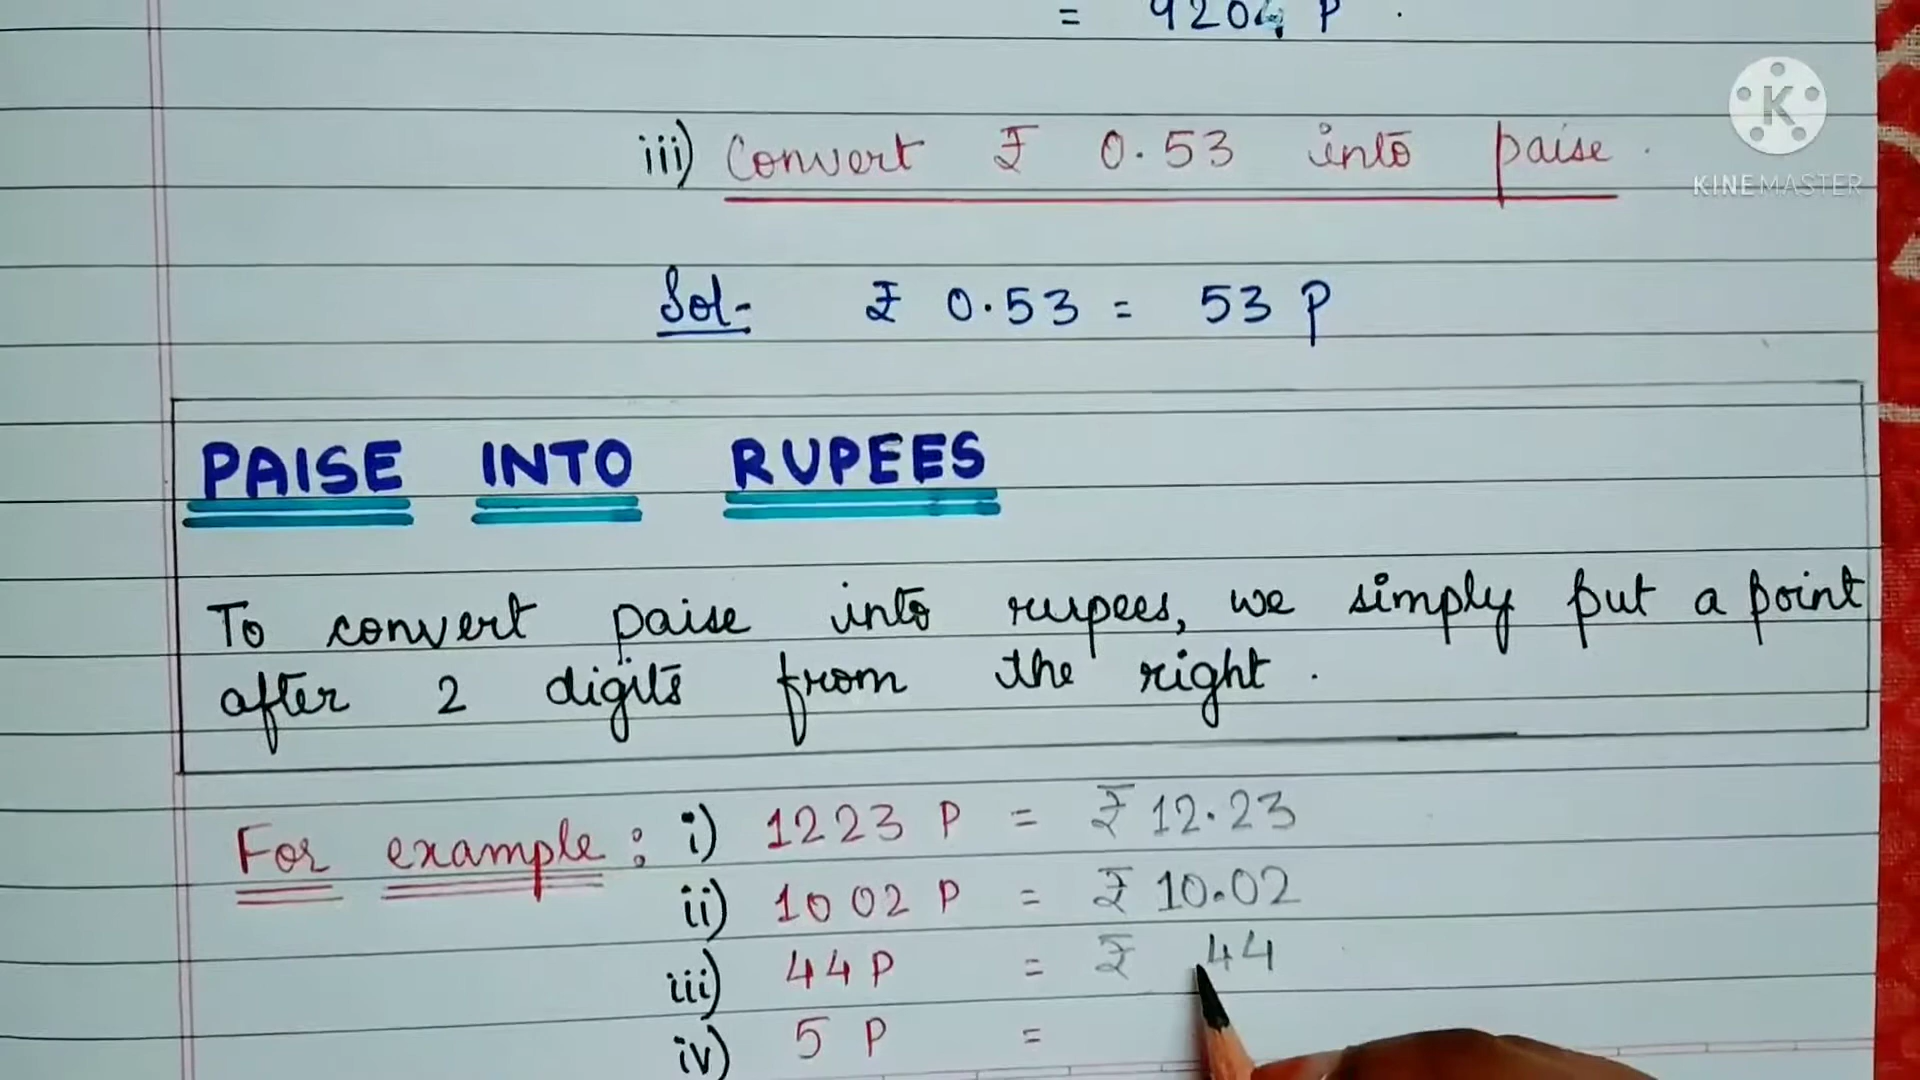 = 9204 P .
iii) Convert ₹ 0.53 into paise .
KINEMASTER
Sol- ₹ 0.53 = 53 P
PAISE INTO RUPEES
To convert paise into rupees, we simply put a point
after 2 digits from the right .
For example : i) 1223 P = ₹ 12.23
ii) 1002 P = ₹ 10.02
iii) 44 P = ₹ 44
iv) 5 P =